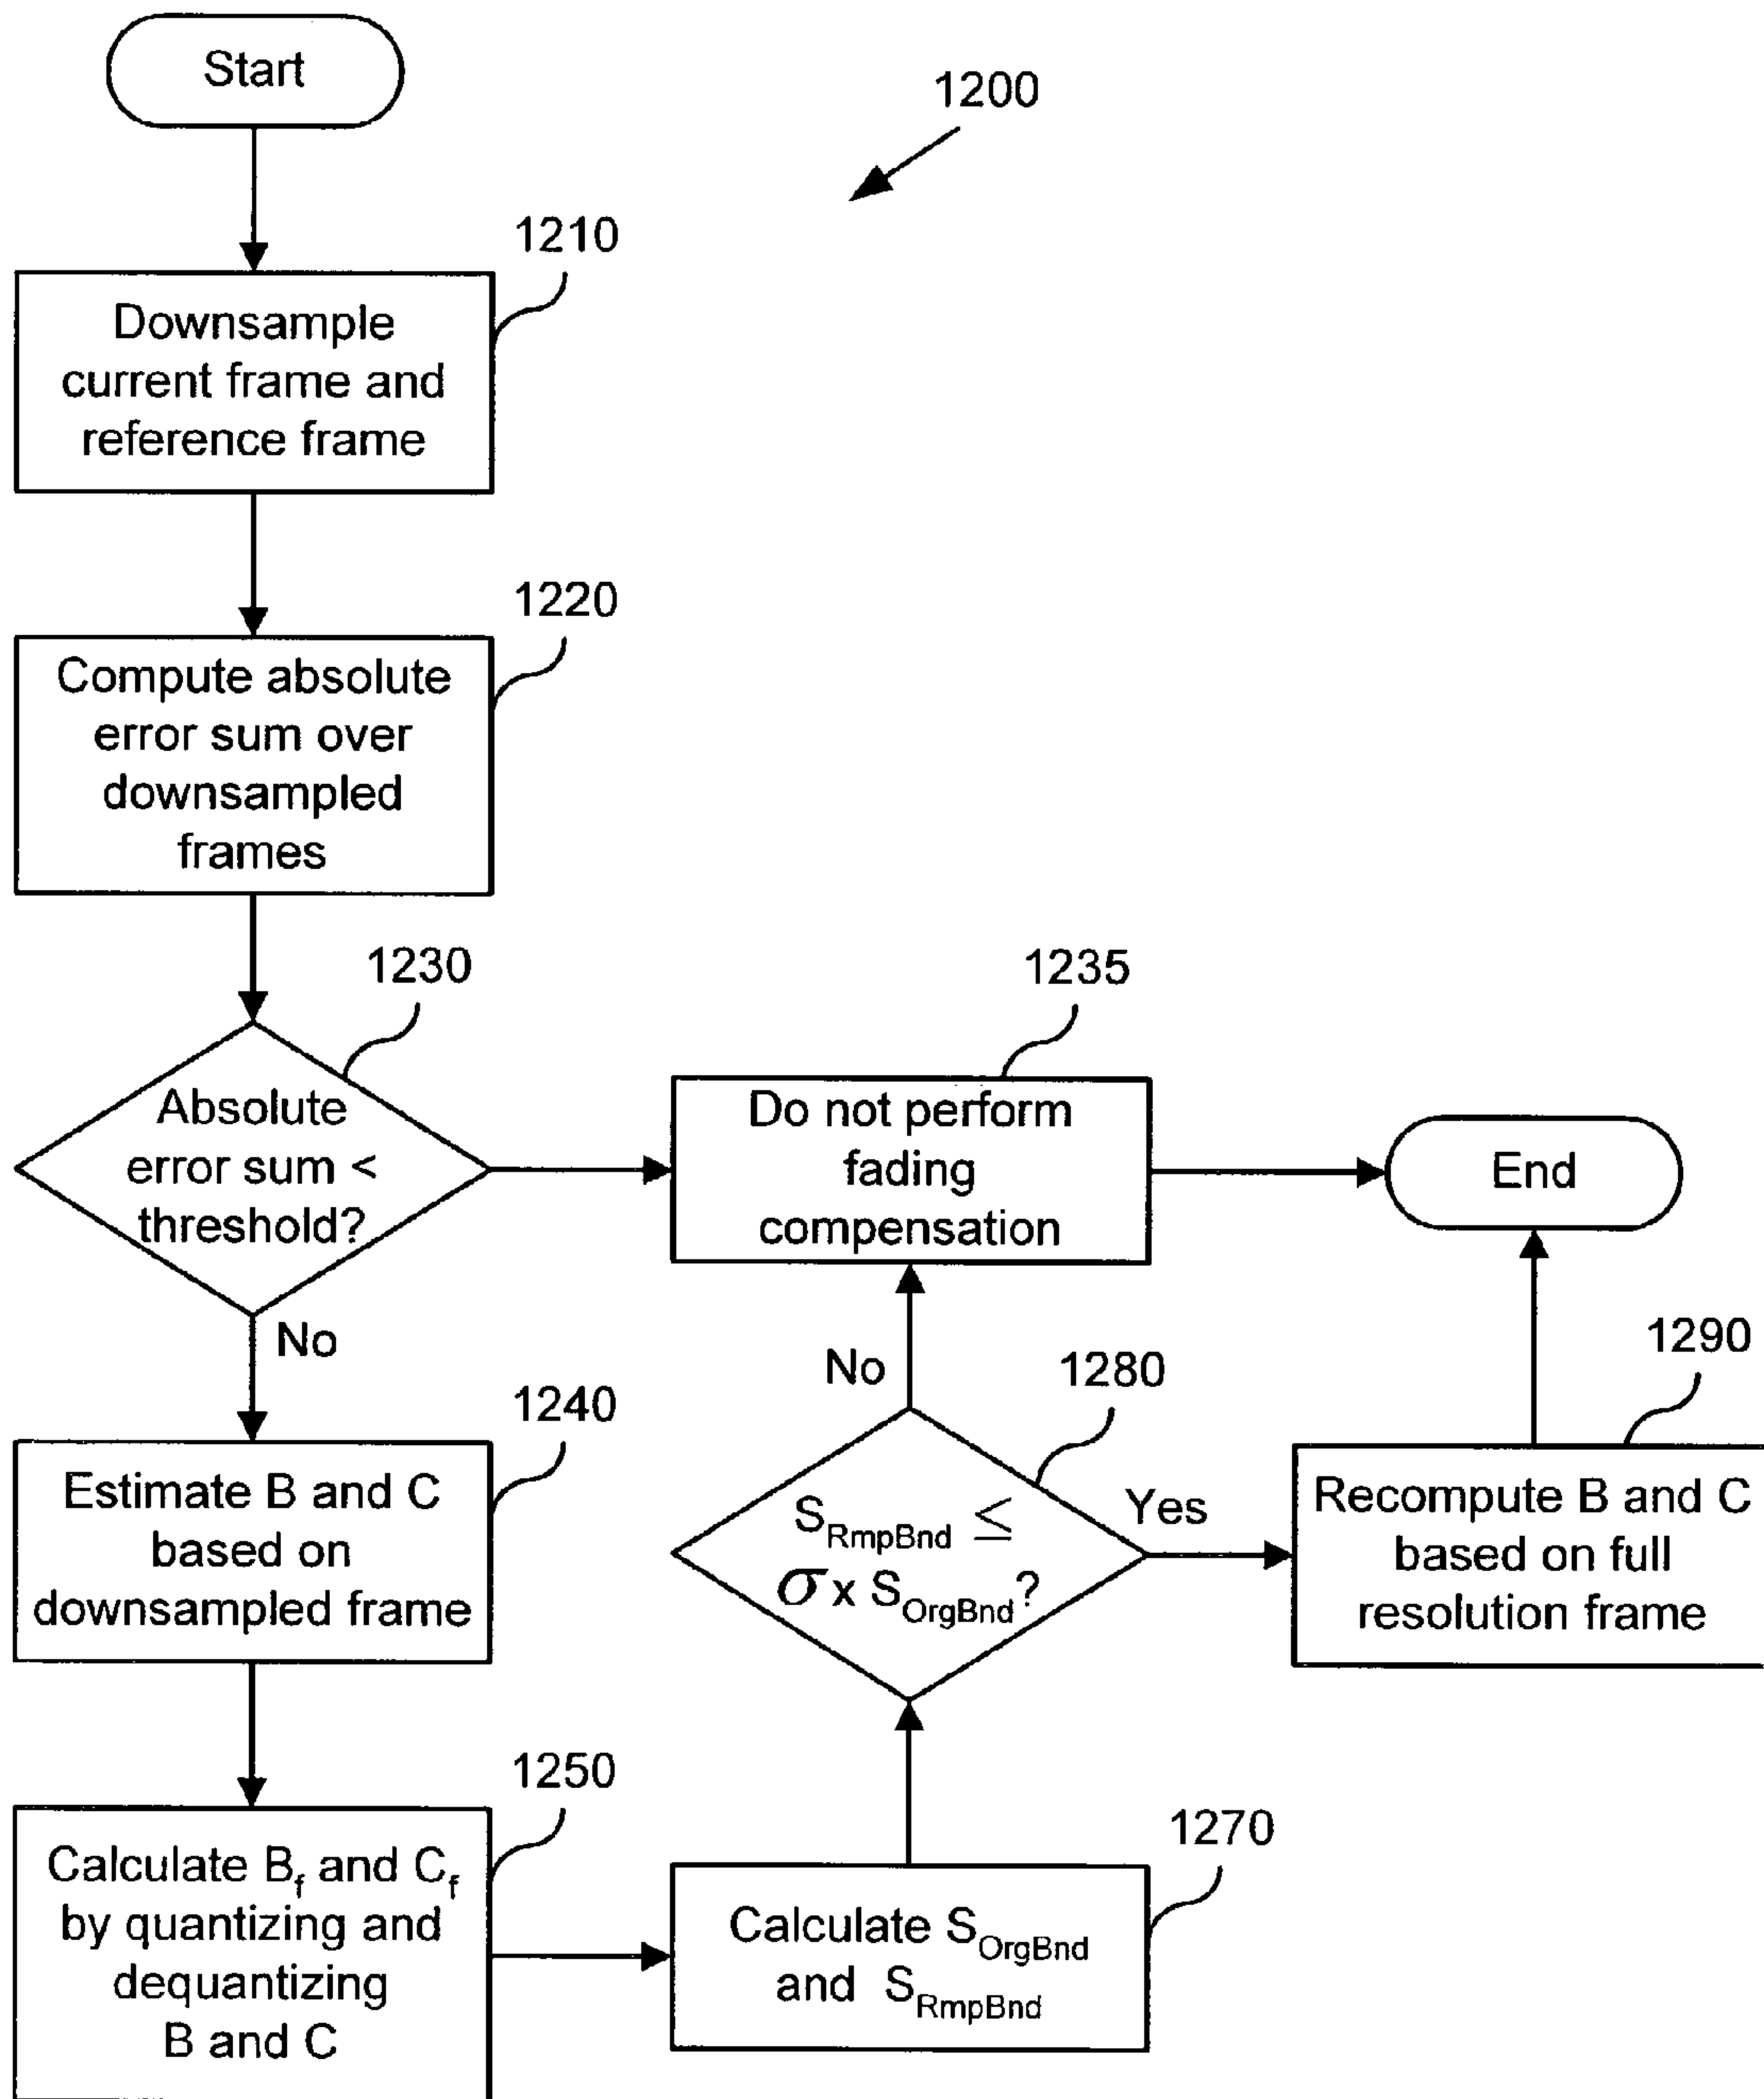 Start
1200
1210
Downsample
current frame and
reference frame
1220
Compute absolute
error sum over
downsampled
frames
1230
Absolute
error sum <
threshold?
No
1235
Do not perform
fading
compensation
End
1240
Estimate B and C
based on
downsampled frame
1250
Calculate B_f and C_f
by quantizing and
dequantizing
B and C
1270
Calculate S_OrgBnd
and S_RmpBnd
1280
S_RmpBnd ≤
σ x S_OrgBnd?
No
Yes
1290
Recompute B and C
based on full
resolution frame